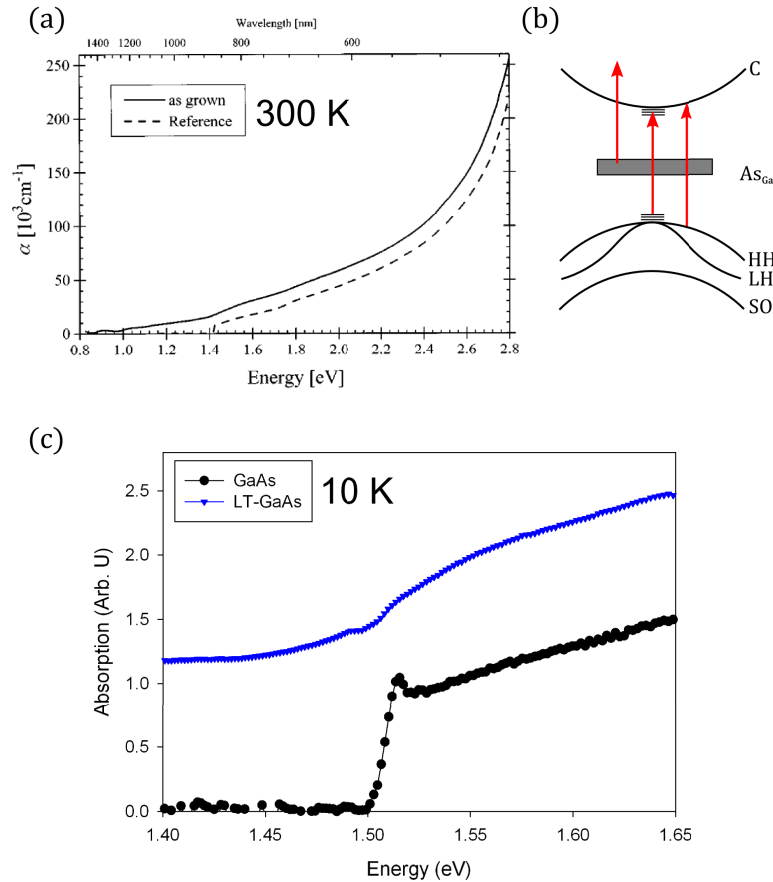 (a)
Wavelength [nm]
1400 1200 1000 800 600
250
200
150
100
50
0
α [10³cm⁻¹]
as grown
Reference
300 K
0.8 1.0 1.2 1.4 1.6 1.8 2.0 2.2 2.4 2.6 2.8
Energy [eV]
(b)
C
AsGa
HH
LH
SO
(c)
GaAs
LT-GaAs
10 K
Absorption (Arb. U)
2.5
2.0
1.5
1.0
0.5
0.0
1.40 1.45 1.50 1.55 1.60 1.65
Energy (eV)